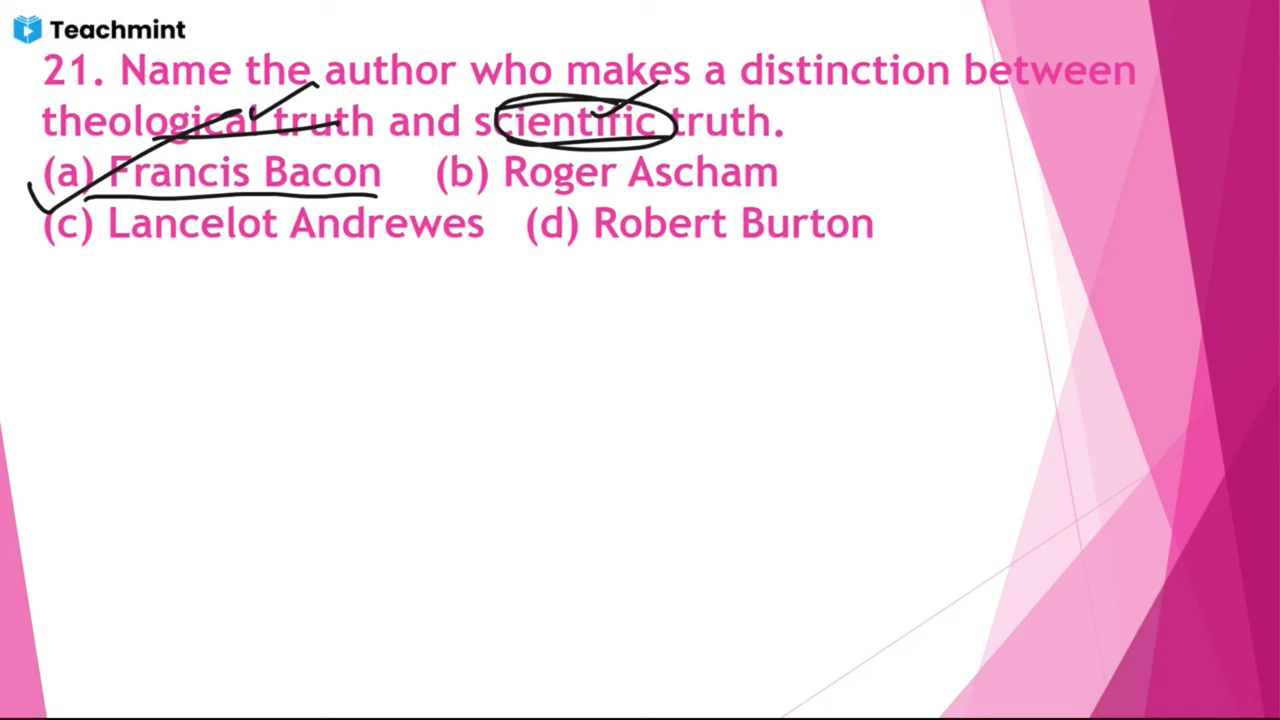 Teachmint
21. Name the author who makes a distinction between
theological truth and scientific truth.
(a) Francis Bacon (b) Roger Ascham
(c) Lancelot Andrewes (d) Robert Burton